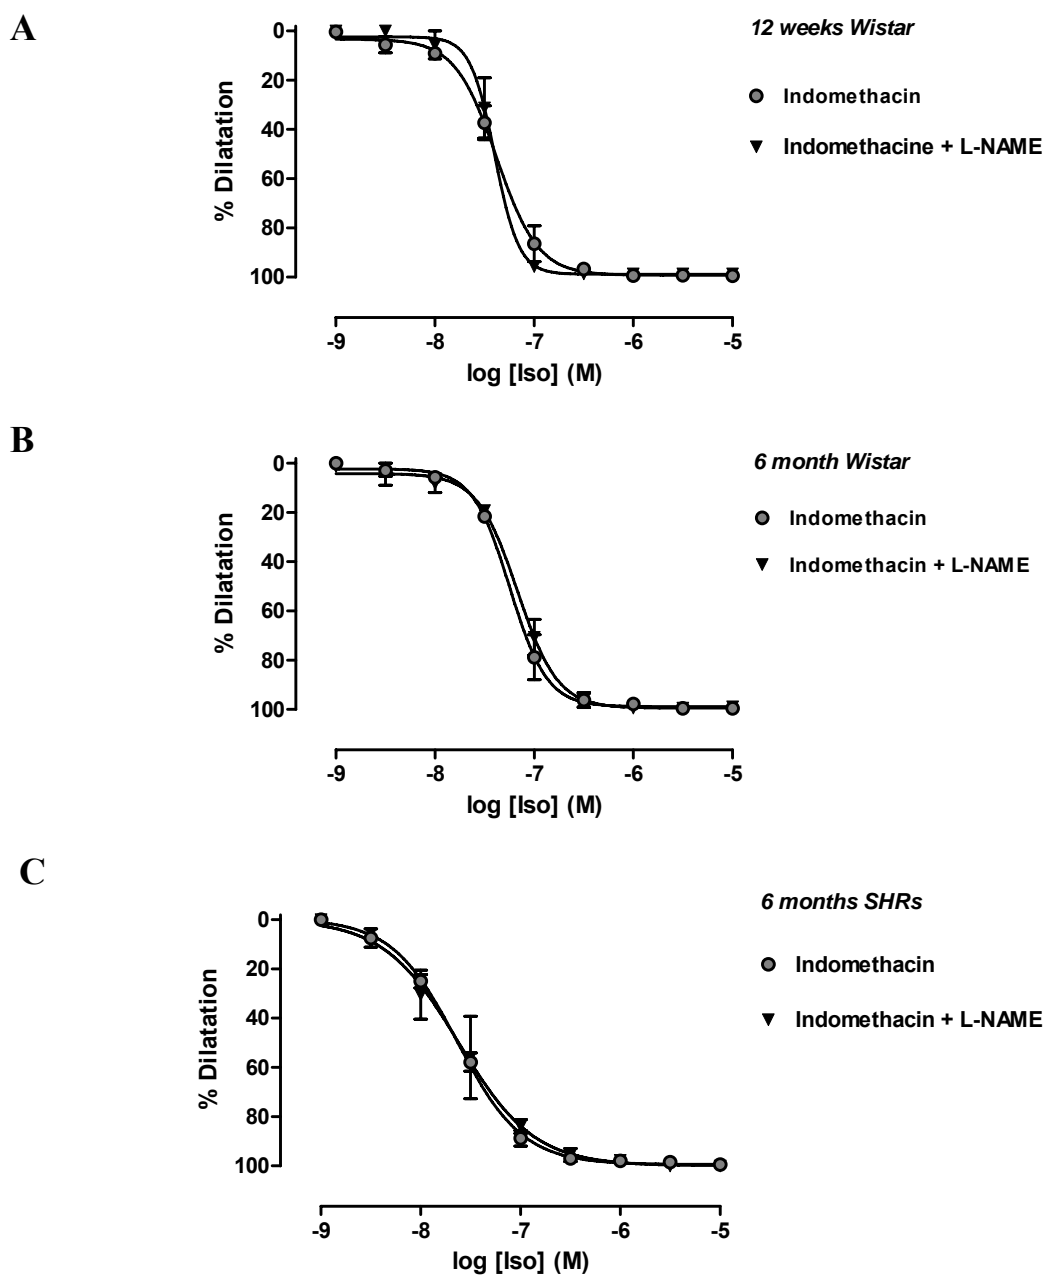 A
12 weeks Wistar
Indomethacin
Indomethacine + L-NAME
% Dilatation
0
20
40
60
80
100
-9 -8 -7 -6 -5
log [Iso] (M)
B
6 month Wistar
Indomethacin
Indomethacin + L-NAME
% Dilatation
0
20
40
60
80
100
-9 -8 -7 -6 -5
log [Iso] (M)
C
6 months SHRs
Indomethacin
Indomethacin + L-NAME
% Dilatation
0
20
40
60
80
100
-9 -8 -7 -6 -5
log [Iso] (M)